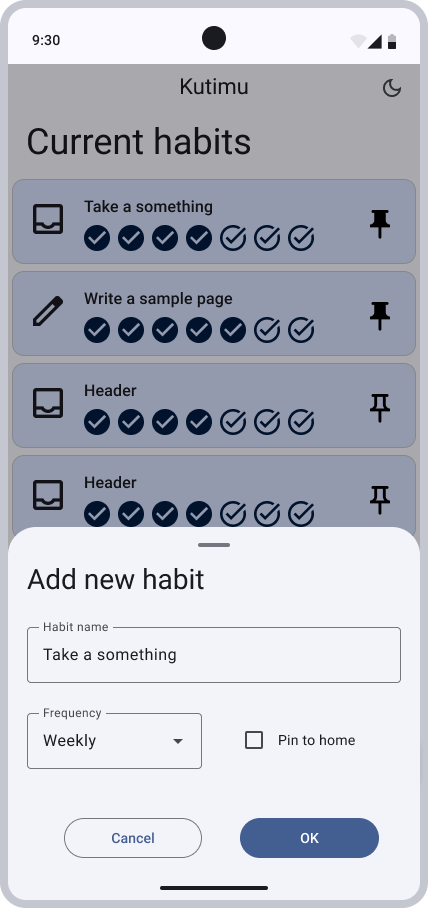 9:30
Kutimu
Current habits
Take a something
Write a sample page
Header
Header
Add new habit
Habit name
Take a something
Frequency
Weekly
Pin to home
Cancel
OK